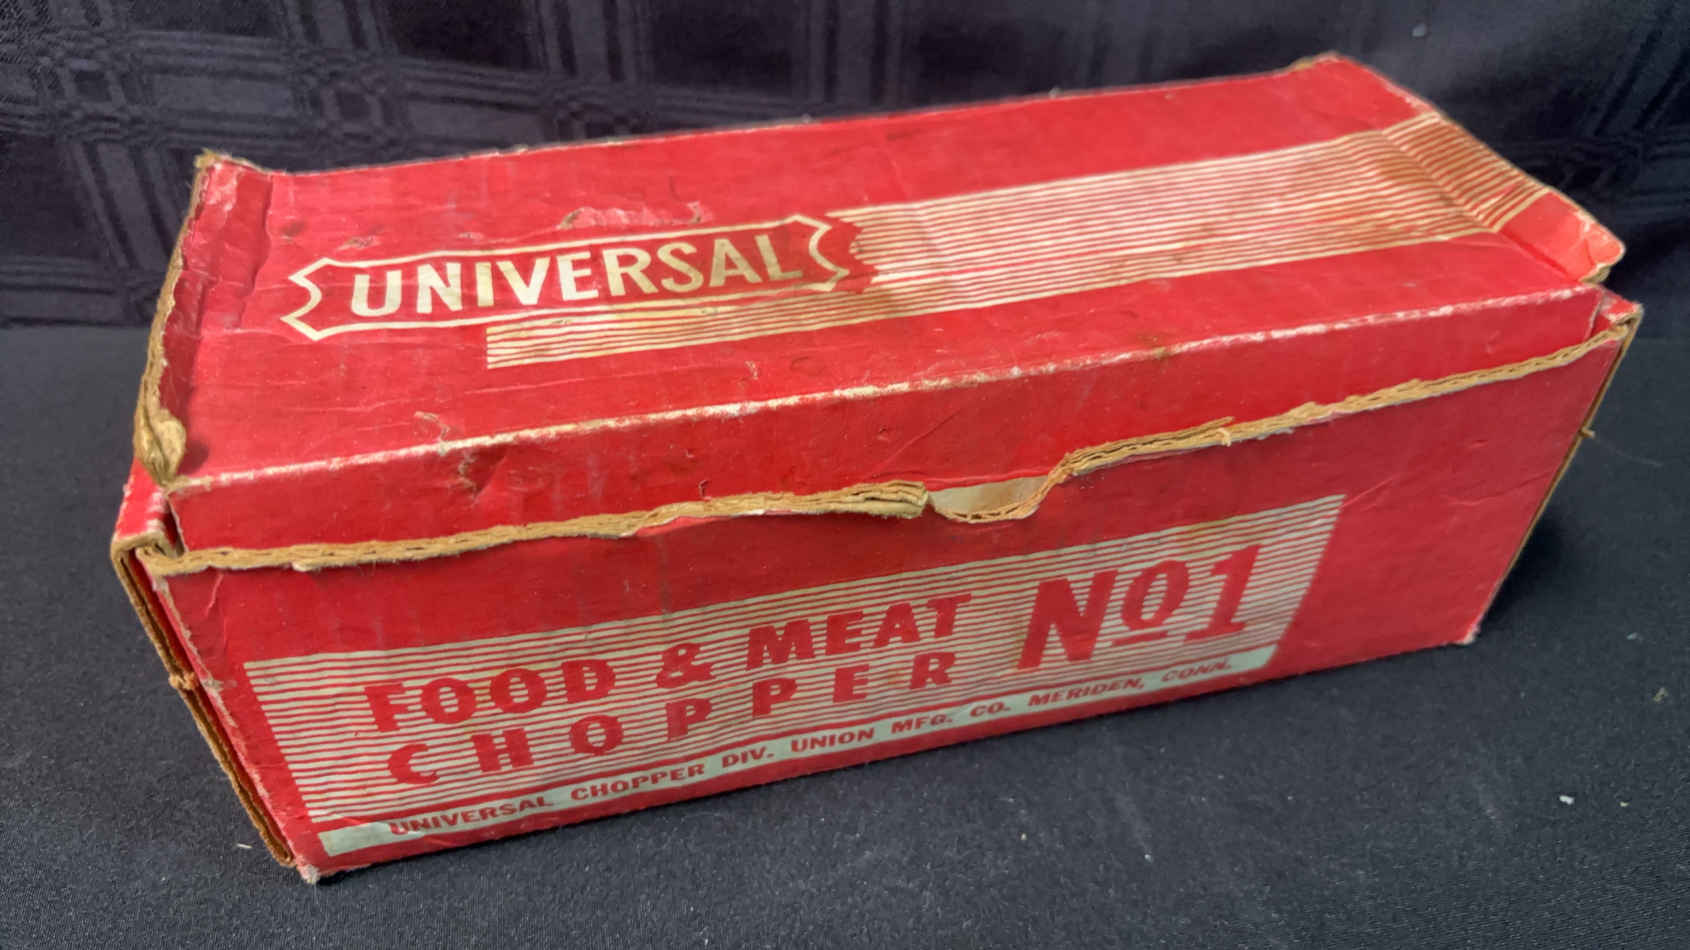 UNIVERSAL
FOOD & MEAT
CHOPPER Nº1
UNIVERSAL CHOPPER DIV. UNION MFG. CO. MERIDEN, CONN.